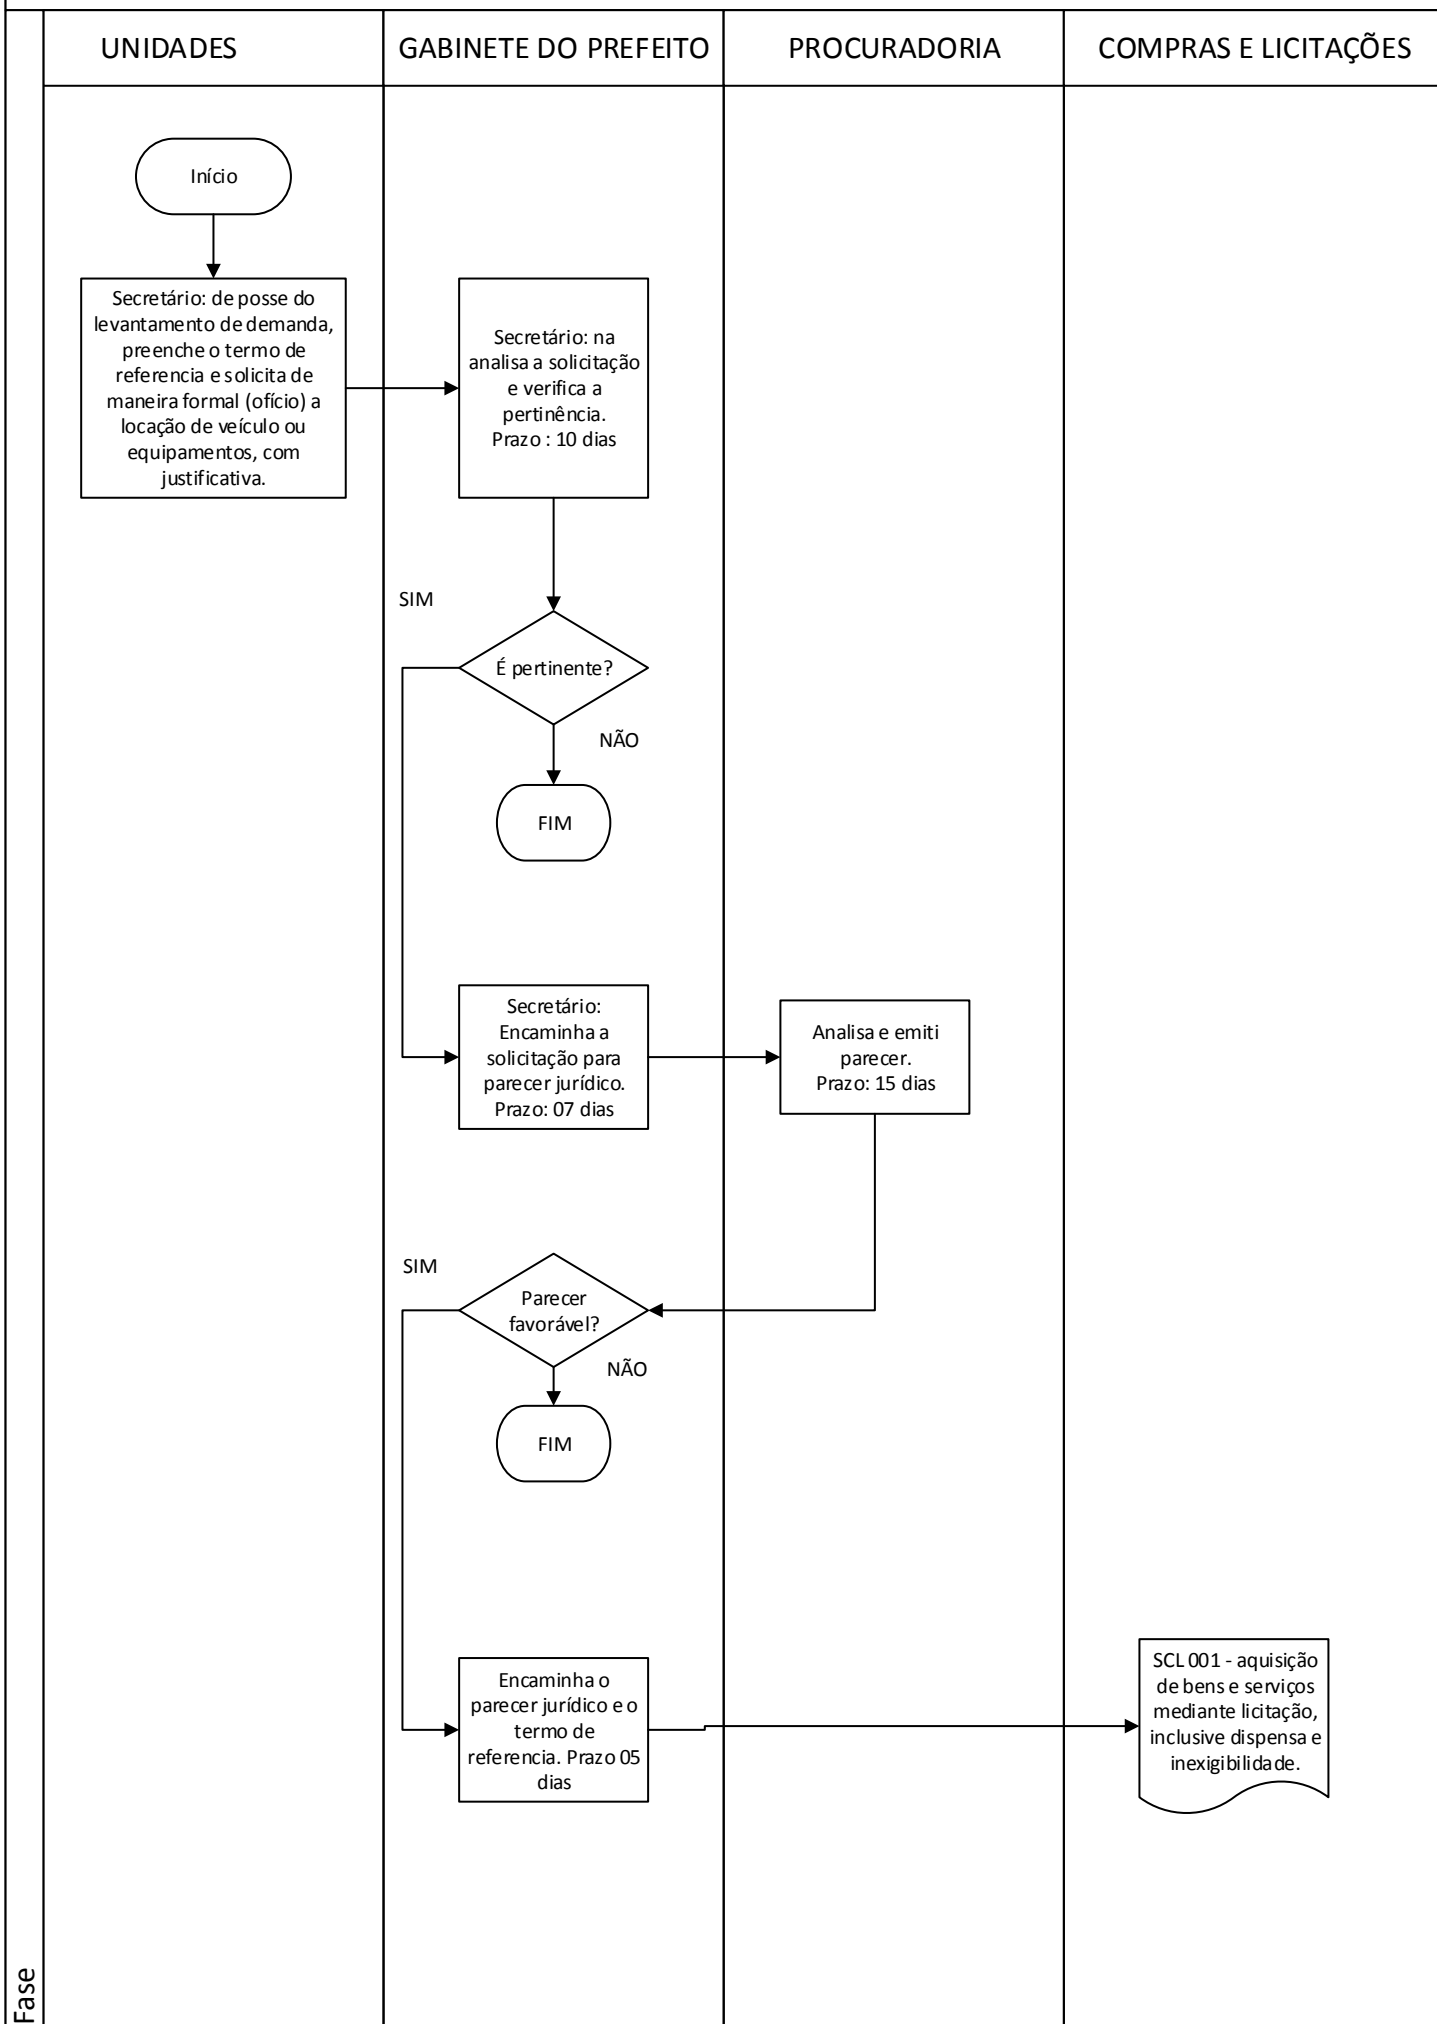 UNIDADES
GABINETE DO PREFEITO
PROCURADORIA
COMPRAS E LICITAÇÕES
Início
Secretário: de posse do
levantamento de demanda,
preenche o termo de
referencia e solicita de
maneira formal (ofício) a
locação de veículo ou
equipamentos, com
justificativa.
Secretário: na
analisa a solicitação
e verifica a
pertinência.
Prazo : 10 dias
SIM
É pertinente?
NÃO
FIM
Secretário:
Encaminha a
solicitação para
parecer jurídico.
Prazo: 07 dias
Analisa e emiti
parecer.
Prazo: 15 dias
SIM
Parecer
favorável?
NÃO
FIM
Encaminha o
parecer jurídico e o
termo de
referencia. Prazo 05
dias
SCL 001 - aquisição
de bens e serviços
mediante licitação,
inclusive dispensa e
inexigibilidade.
Fase